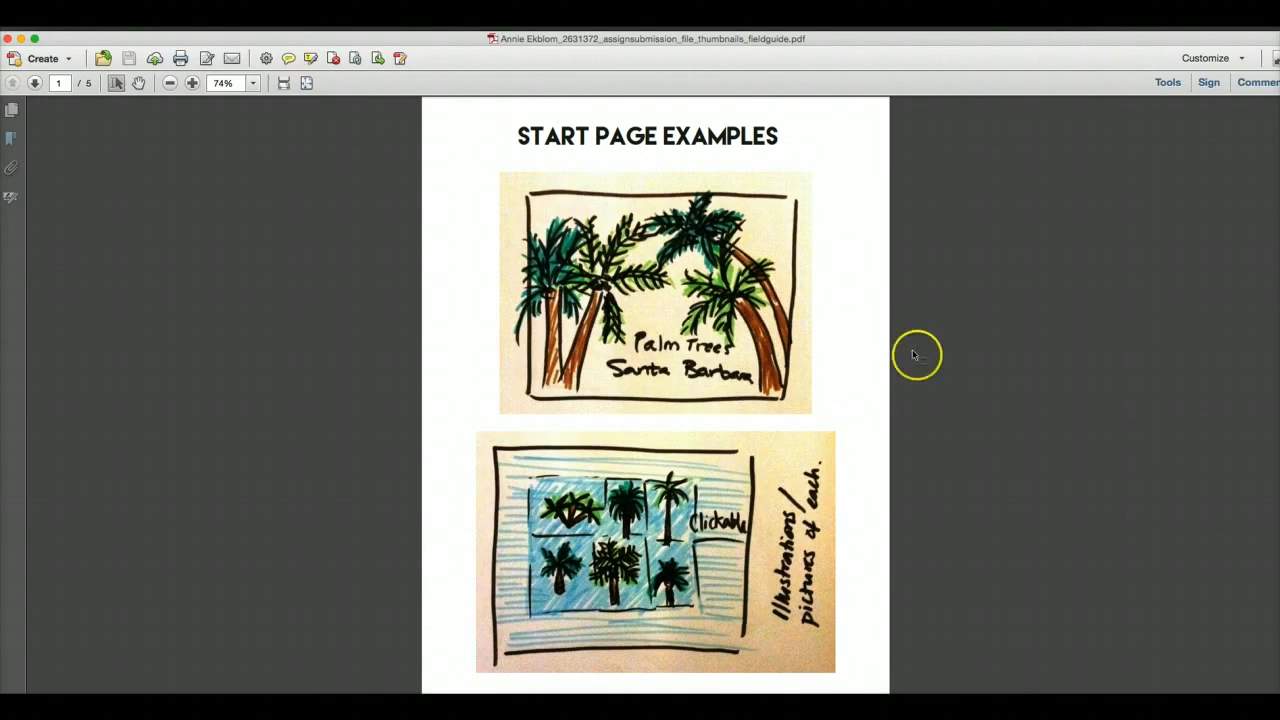 Annie Ekblom_2631372_assignsubmission_file_thumbnails_fieldguide.pdf
Create
Customize
1 / 5
74%
Tools
Sign
Commen
START PAGE EXAMPLES
Palm Trees
Santa Barbara
Clickable
Illustrations/
pictures of each.